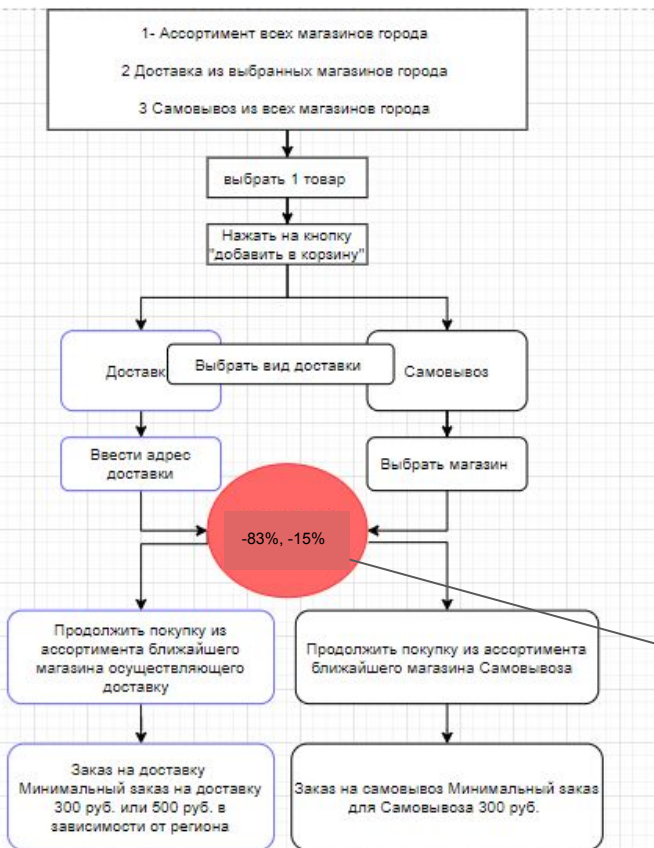 1- Ассортимент всех магазинов города
2 Доставка из выбранных магазинов города
3 Самовывоз из всех магазинов города
выбрать 1 товар
Нажать на кнопку
"добавить в корзину"
Доставк
Выбрать вид доставки
Самовывоз
Ввести адрес
доставки
Выбрать магазин
-83%, -15%
Продолжить покупку из
ассортимента ближайшего
магазина осуществляющего
доставку
Продолжить покупку из ассортимента
ближайшего магазина Самовывоза
Заказ на доставку
Минимальный заказ на доставку
300 руб. или 500 руб. в
зависимости от региона
Заказ на самовывоз Минимальный заказ
для Самовывоза 300 руб.